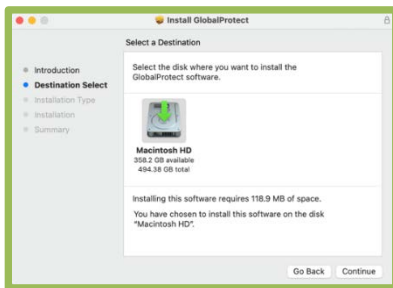 Install GlobalProtect
Select a Destination
Introduction
Destination Select
Installation Type
Installation
Summary
Select the disk where you want to install the
GlobalProtect software.
Macintosh HD
358.2 GB available
494.38 GB total
Installing this software requires 118.9 MB of space.
You have chosen to install this software on the disk
“Macintosh HD”.
Go Back
Continue